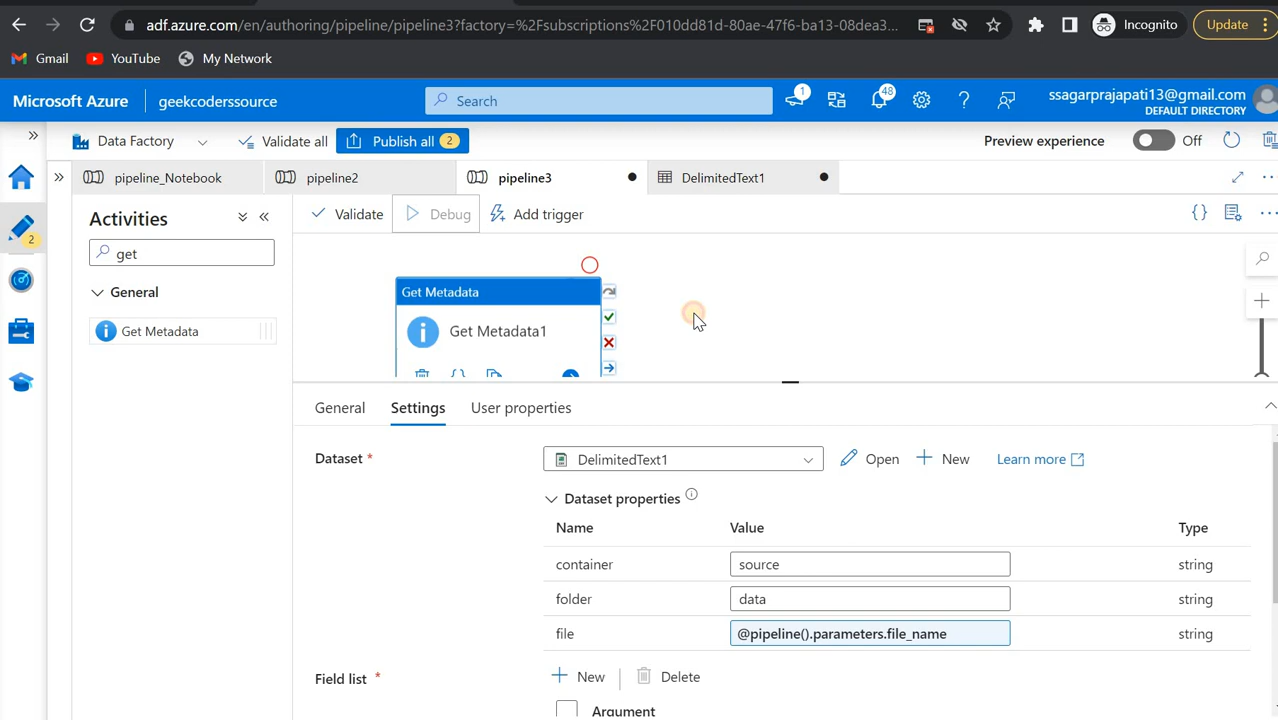 adf.azure.com/en/authoring/pipeline/pipeline3?factory=%2Fsubscriptions%2F010dd81d-80ae-47f6-ba13-08dea3...
Incognito
Update
Gmail
YouTube
My Network
Microsoft Azure
geekcoderssource
Search
1
48
ssagarprajapati13@gmail.com
DEFAULT DIRECTORY
Data Factory
Validate all
Publish all
2
Preview experience
Off
pipeline_Notebook
pipeline2
pipeline3
DelimitedText1
Activities
Validate
Debug
Add trigger
2
get
General
Get Metadata
Get Metadata
Get Metadata1
General
Settings
User properties
Dataset *
DelimitedText1
Open
New
Learn more
Dataset properties
Name
Value
Type
container
source
string
folder
data
string
file
@pipeline().parameters.file_name
string
Field list *
New
Delete
Argument